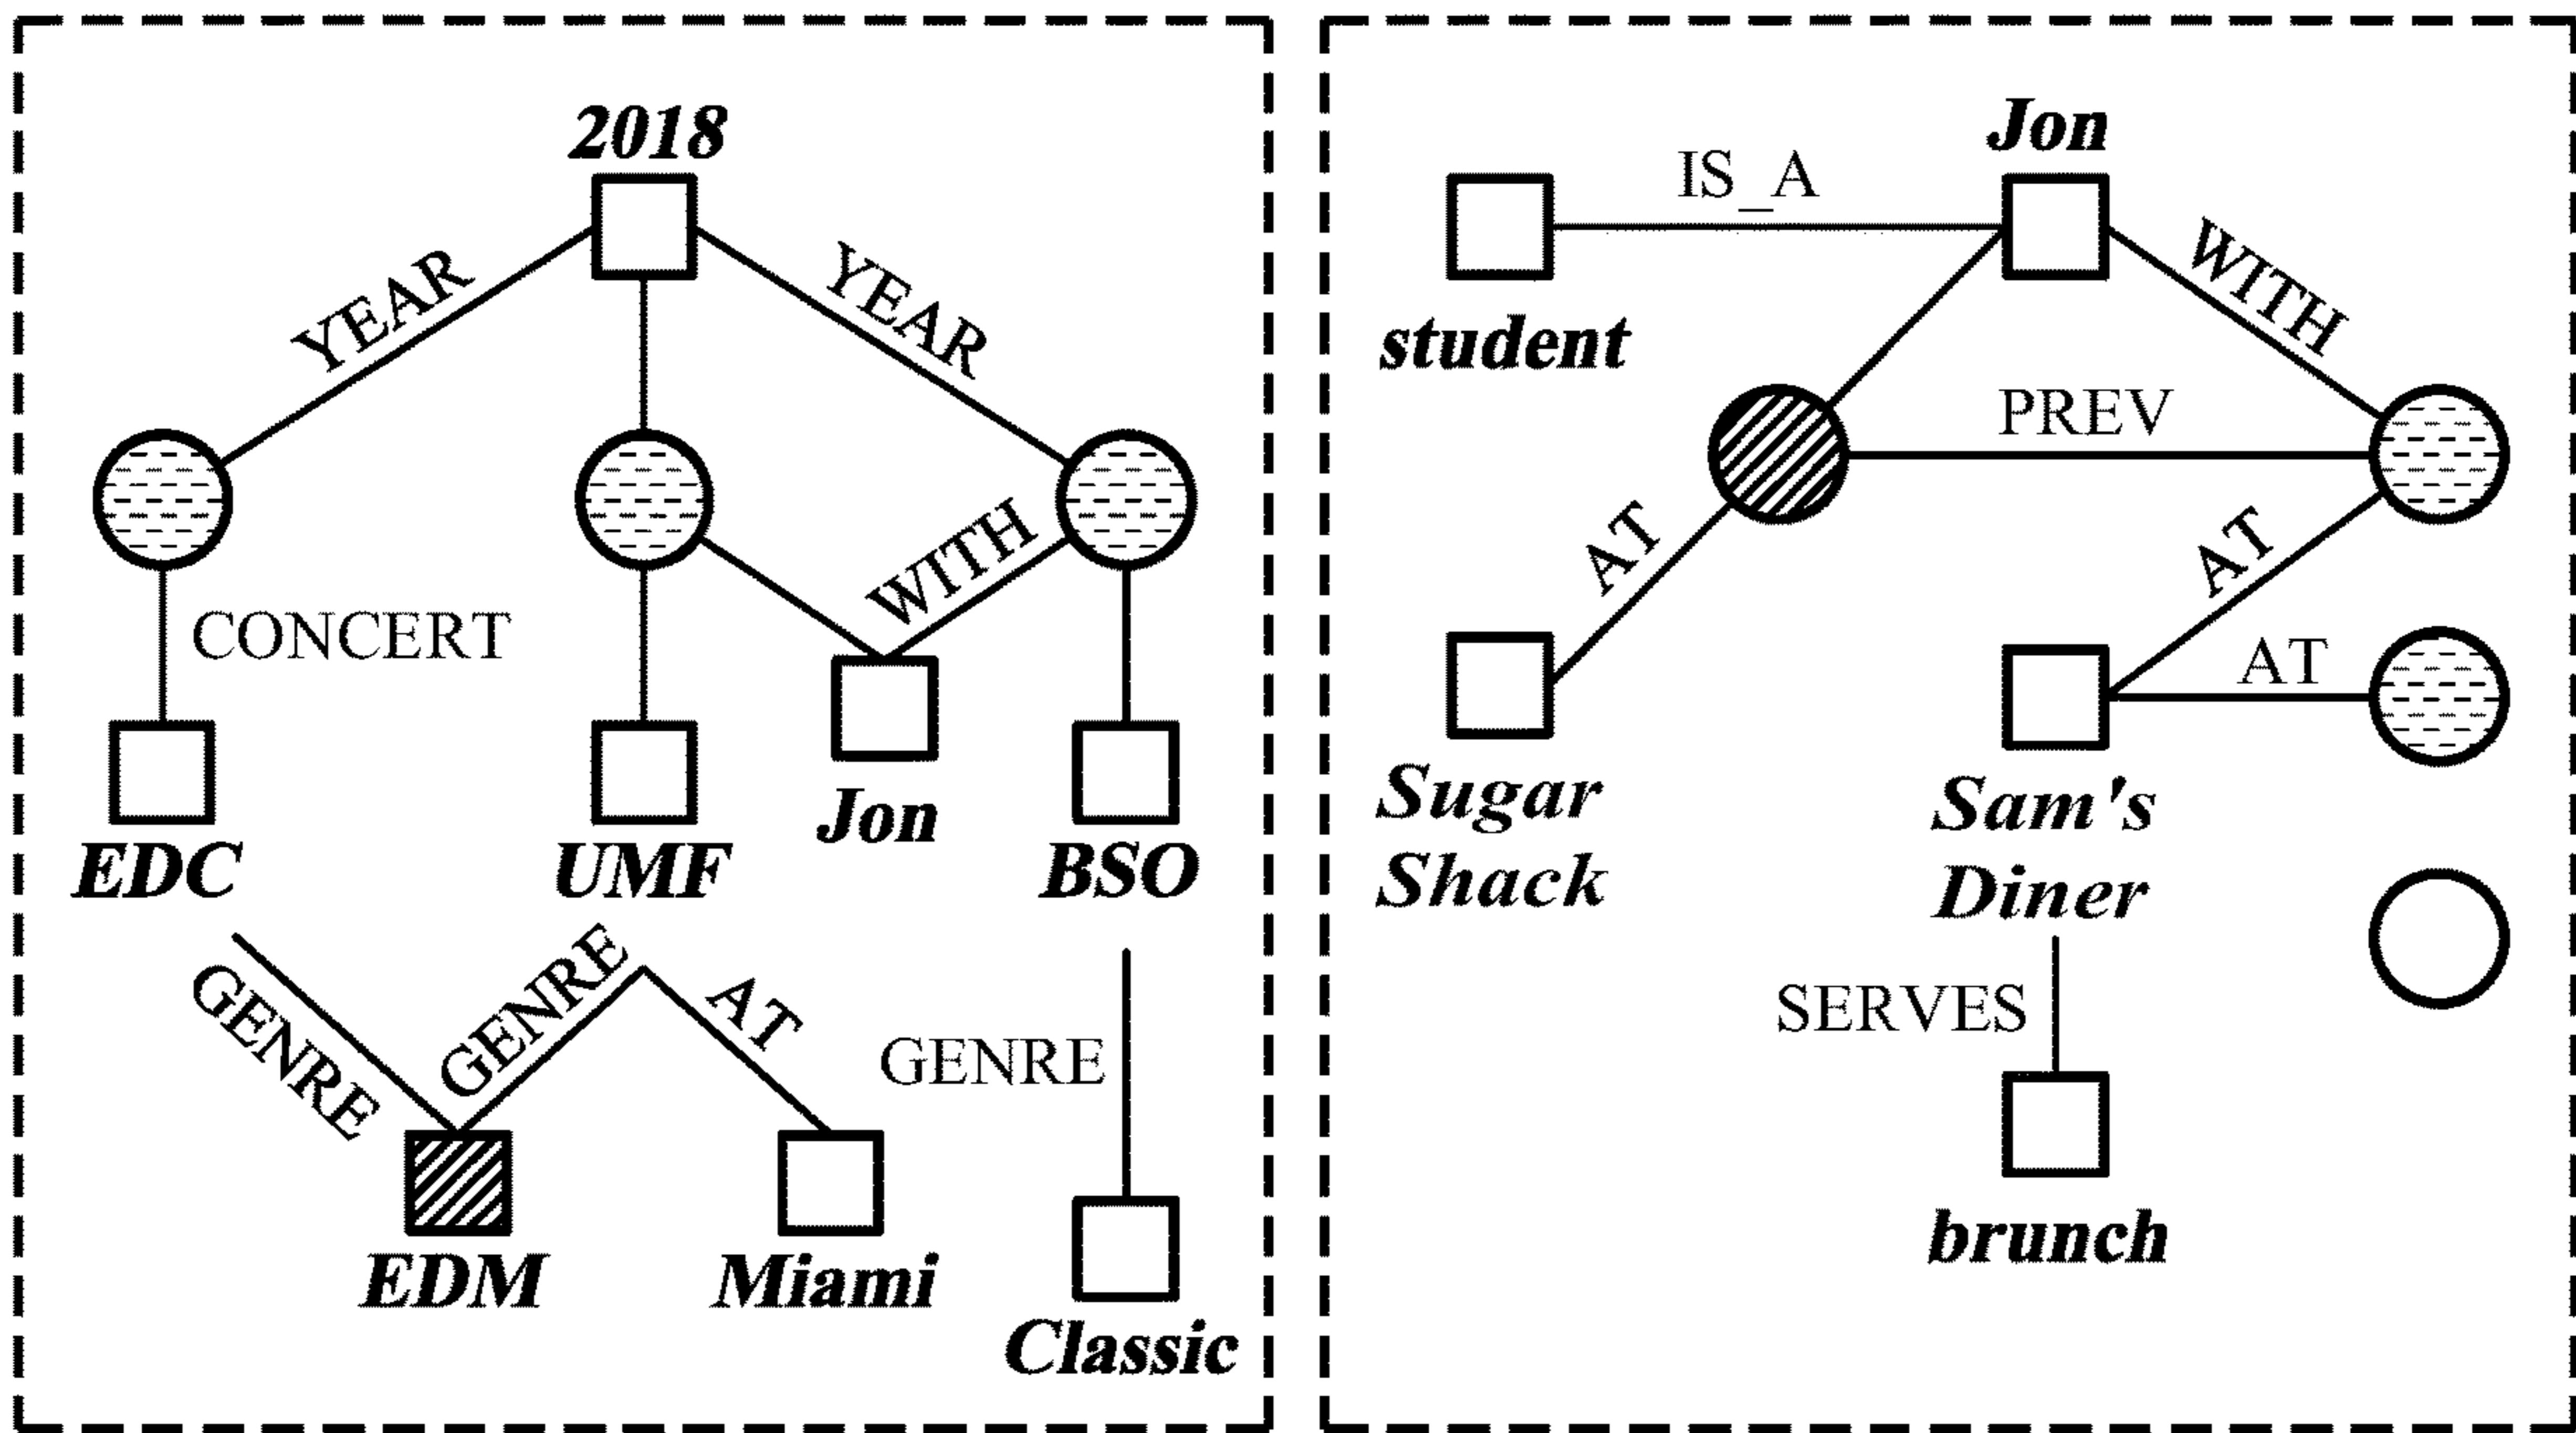 2018
YEAR
YEAR
CONCERT
WITH
EDC
UMF
Jon
BSO
GENRE
GENRE
AT
GENRE
EDM
Miami
Classic
Jon
IS_A
student
WITH
PREV
AT
AT
AT
Sugar
Shack
Sam's
Diner
SERVES
brunch